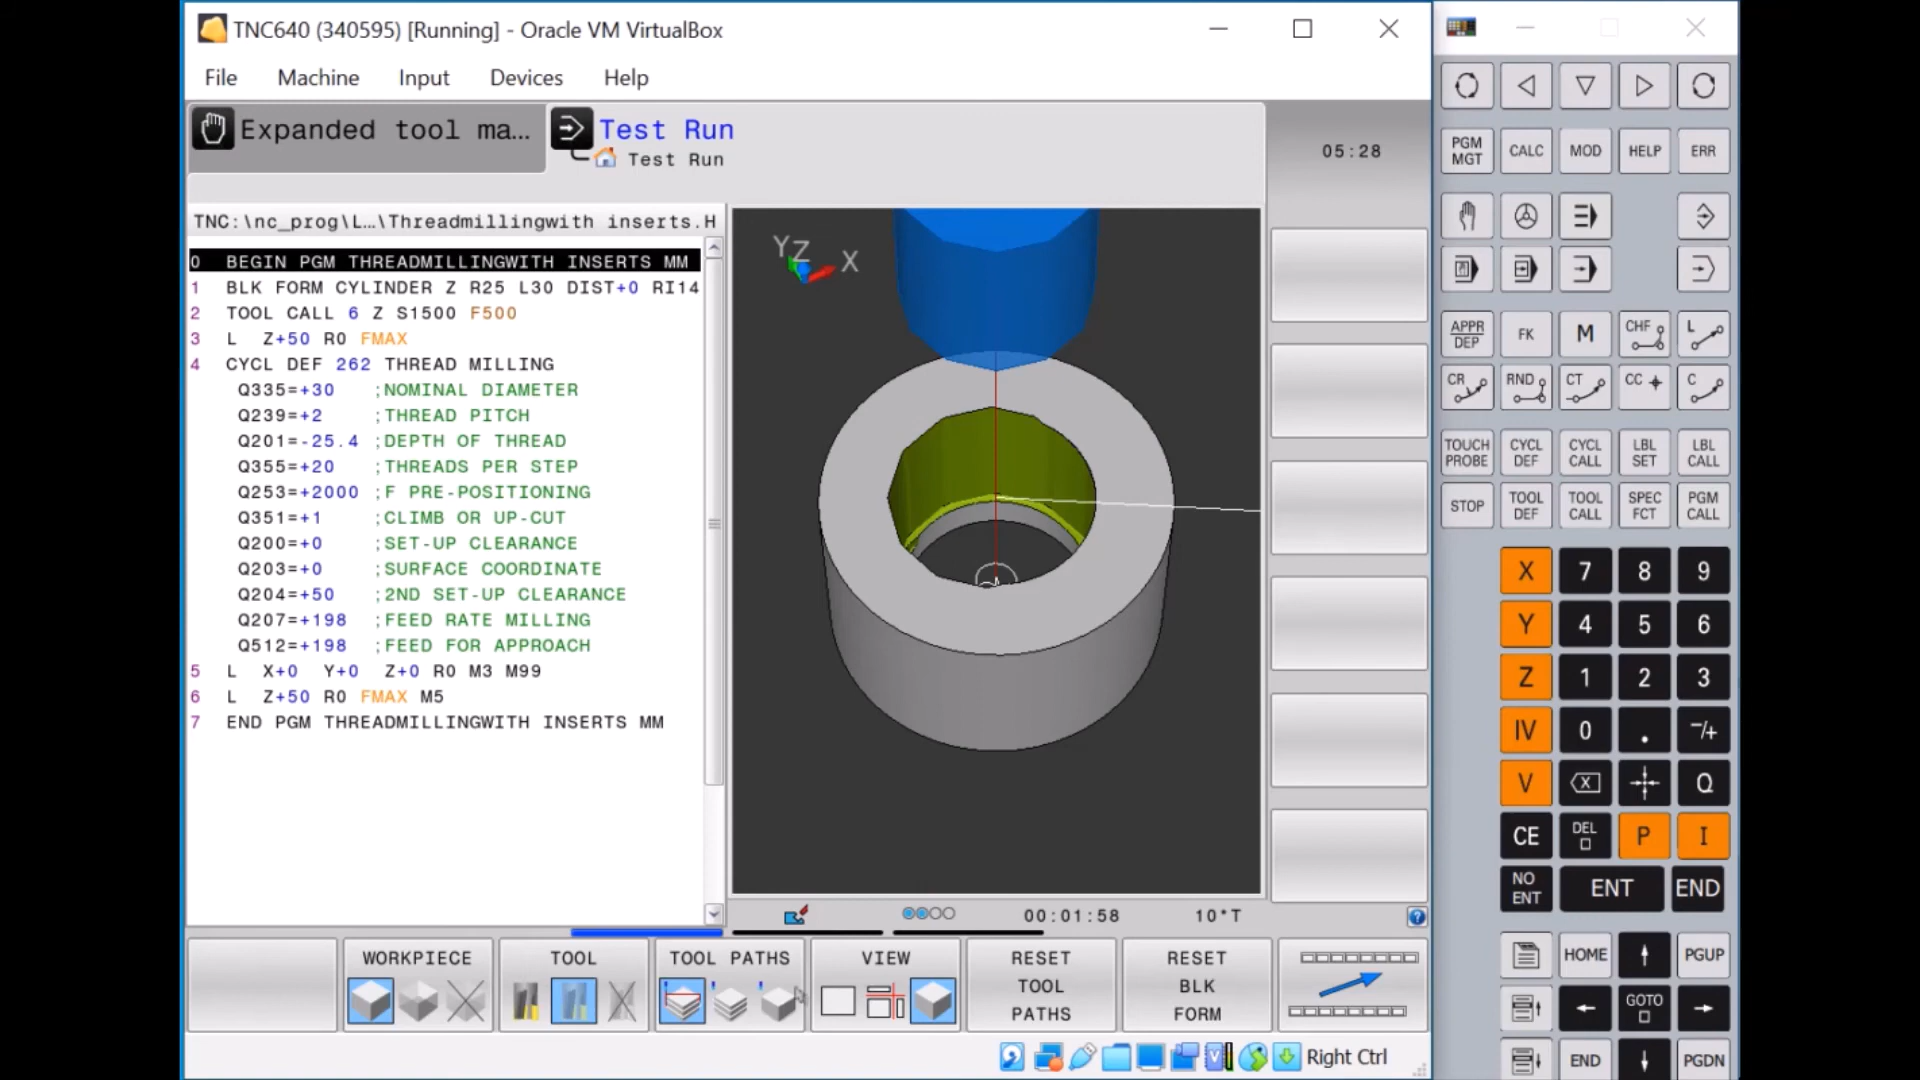 TNC640 (340595) [Running] - Oracle VM VirtualBox
File Machine Input Devices Help
Expanded tool ma... Test Run
Test Run
05:28
TNC:\nc_prog\L...\Threadmillingwith inserts.H
0 BEGIN PGM THREADMILLINGWITH INSERTS MM
1 BLK FORM CYLINDER Z R25 L30 DIST+0 RI14
2 TOOL CALL 6 Z S1500 F500
3 L Z+50 R0 FMAX
4 CYCL DEF 262 THREAD MILLING
Q335=+30 ;NOMINAL DIAMETER
Q239=+2 ;THREAD PITCH
Q201=-25.4 ;DEPTH OF THREAD
Q355=+20 ;THREADS PER STEP
Q253=+2000 ;F PRE-POSITIONING
Q351=+1 ;CLIMB OR UP-CUT
Q200=+0 ;SET-UP CLEARANCE
Q203=+0 ;SURFACE COORDINATE
Q204=+50 ;2ND SET-UP CLEARANCE
Q207=+198 ;FEED RATE MILLING
Q512=+198 ;FEED FOR APPROACH
5 L X+0 Y+0 Z+0 R0 M3 M99
6 L Z+50 R0 FMAX M5
7 END PGM THREADMILLINGWITH INSERTS MM
Y Z X
00:01:58 10*T
WORKPIECE TOOL TOOL PATHS VIEW
RESET
TOOL
PATHS
RESET
BLK
FORM
Right Ctrl
PGM
MGT
CALC MOD HELP ERR
APPR
DEP
FK M CHF L
CR RND CT CC C
TOUCH
PROBE
CYCL
DEF
CYCL
CALL
LBL
SET
LBL
CALL
STOP
TOOL
DEF
TOOL
CALL
SPEC
FCT
PGM
CALL
X 7 8 9
Y 4 5 6
Z 1 2 3
IV 0 . -/+
V X Q
CE DEL P I
NO
ENT
ENT END
HOME PGUP
GOTO
END PGDN